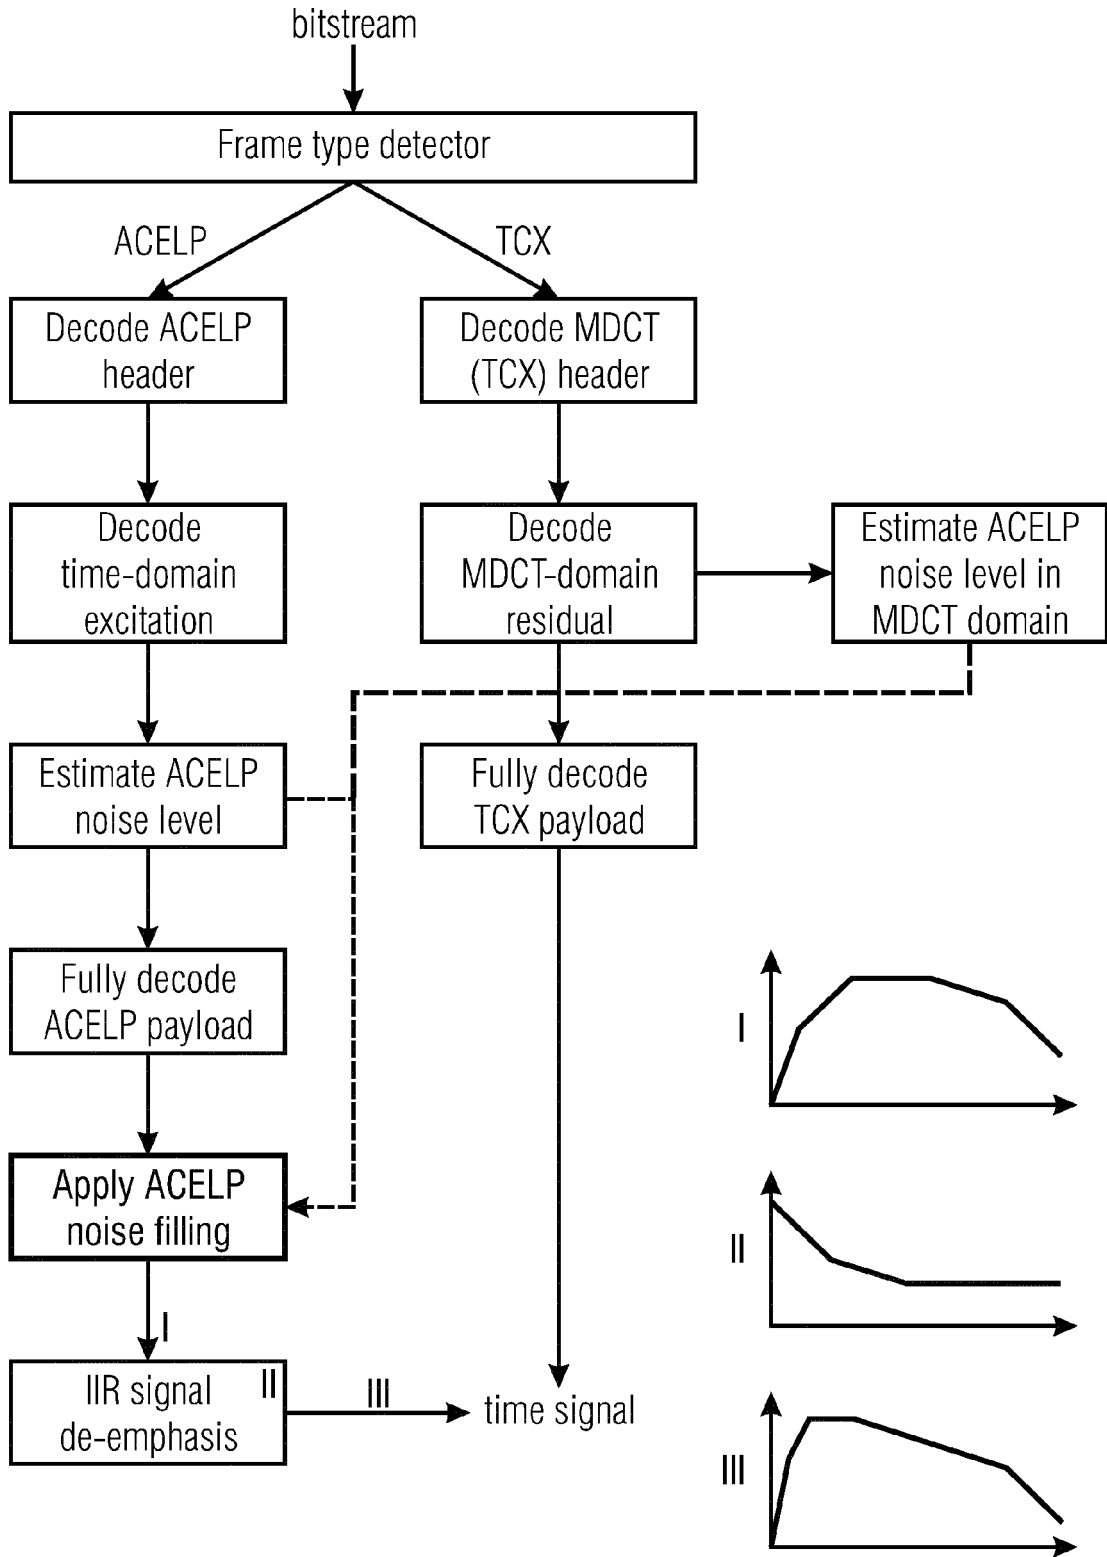 bitstream
Frame type detector
ACELP
TCX
Decode ACELP
header
Decode MDCT
(TCX) header
Decode
time-domain
excitation
Decode
MDCT-domain
residual
Estimate ACELP
noise level in
MDCT domain
Estimate ACELP
noise level
Fully decode
TCX payload
Fully decode
ACELP payload
I
Apply ACELP
noise filling
II
I
IIR signal
de-emphasis
II
III
time signal
III